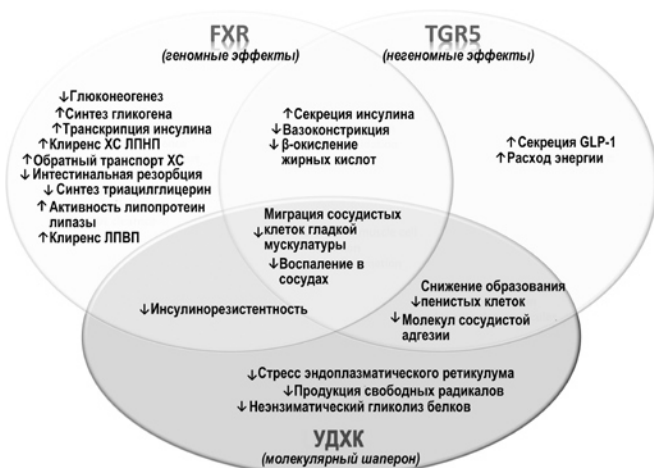 FXR
(геномные эффекты)
TGR5
(негеномные эффекты)
↓Глюконеогенез
↑Синтез гликогена
↑Транскрипция инсулина
↑Клиренс ХС ЛПНП
↑Обратный транспорт ХС
↓Интестинальная резорбция
↓Синтез триацилглицерин
↑Активность липопротеин
липазы
↑Клиренс ЛПВП
↑Секреция инсулина
↓Вазоконстрикция
↓β-окисление
жирных кислот
↑Секреция GLP-1
↑Расход энергии
Миграция сосудистых
↓клеток гладкой
мускулатуры
↓Воспаление в
сосудах
↓Инсулинорезистентность
Снижение образования
↓пенистых клеток
↓Молекул сосудистой
адгезии
↓Стресс эндоплазматического ретикулума
↓Продукция свободных радикалов
↓Неэнзиматический гликолиз белков
УДХК
(молекулярный шаперон)